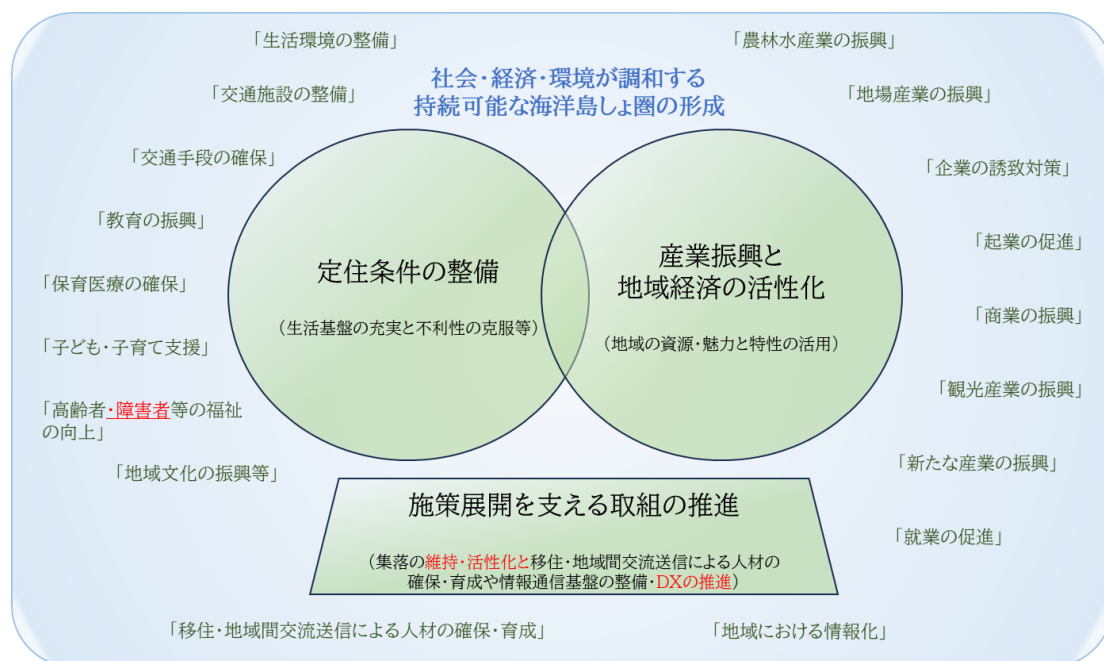 「生活環境の整備」
「農林水産業の振興」
社会・経済・環境が調和する
持続可能な海洋島しょ圏の形成
「交通施設の整備」
「地場産業の振興」
「交通手段の確保」
「企業の誘致対策」
「教育の振興」
「起業の促進」
定住条件の整備
（生活基盤の充実と不利性の克服等）
産業振興と
地域経済の活性化
（地域の資源・魅力と特性の活用）
「保育医療の確保」
「商業の振興」
「子ども・子育て支援」
「観光産業の振興」
「高齢者・障害者等の福祉
の向上」
「地域文化の振興等」
「新たな産業の振興」
施策展開を支える取組の推進
（集落の維持・活性化と移住・地域間交流送信による人材の
確保・育成や情報通信基盤の整備・DXの推進）
「就業の促進」
「移住・地域間交流送信による人材の確保・育成」
「地域における情報化」